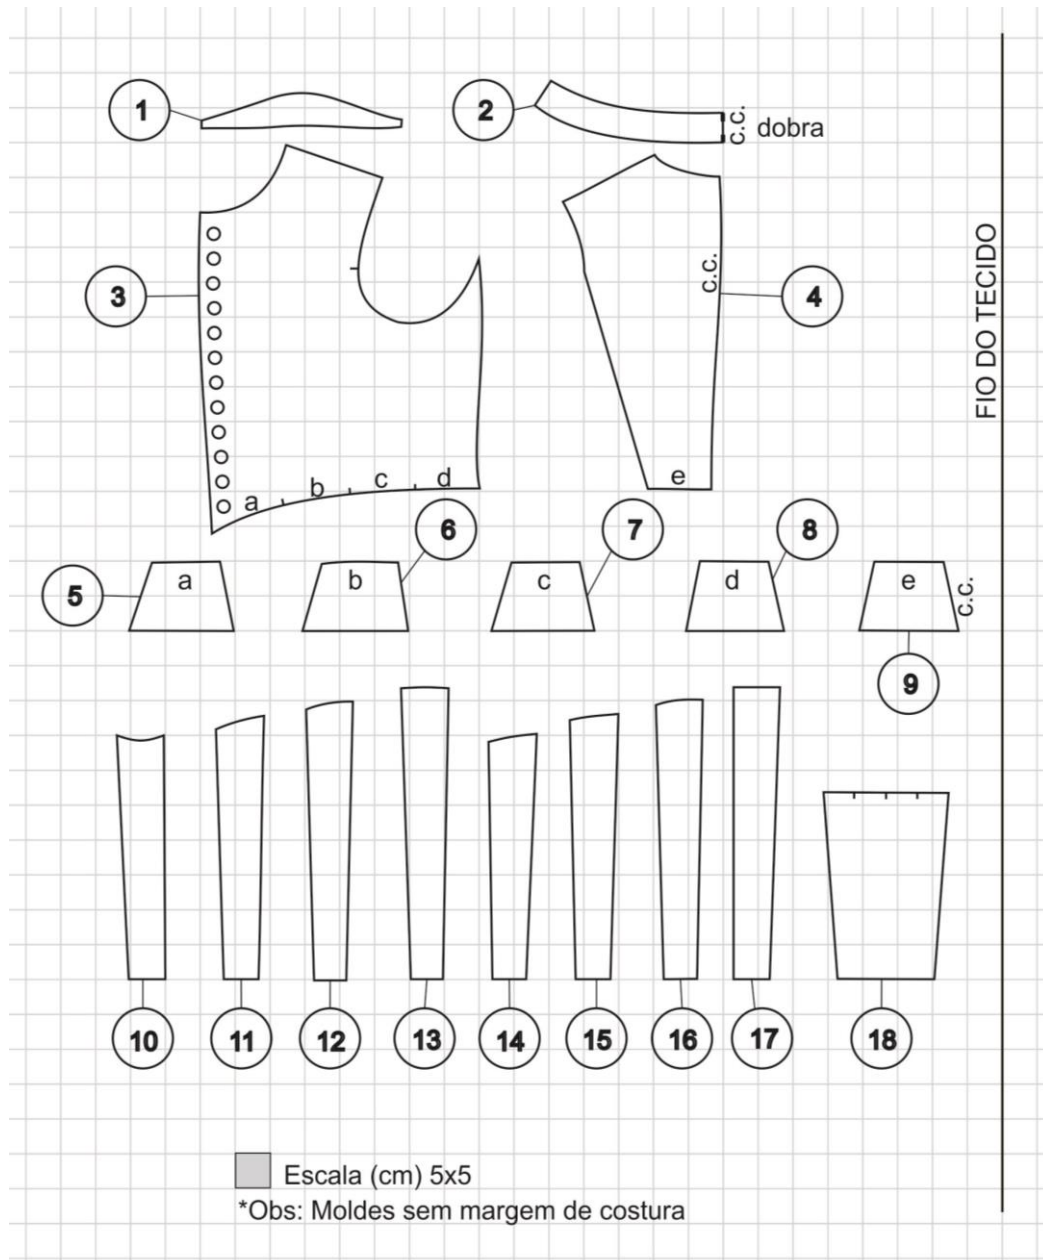 1
2
c.c.
dobra
FIO DO TECIDO
3
c.c.
4
a
b
c
d
e
6
7
8
5
a
b
c
d
e
c.c.
9
10
11
12
13
14
15
16
17
18
Escala (cm) 5x5
*Obs: Moldes sem margem de costura